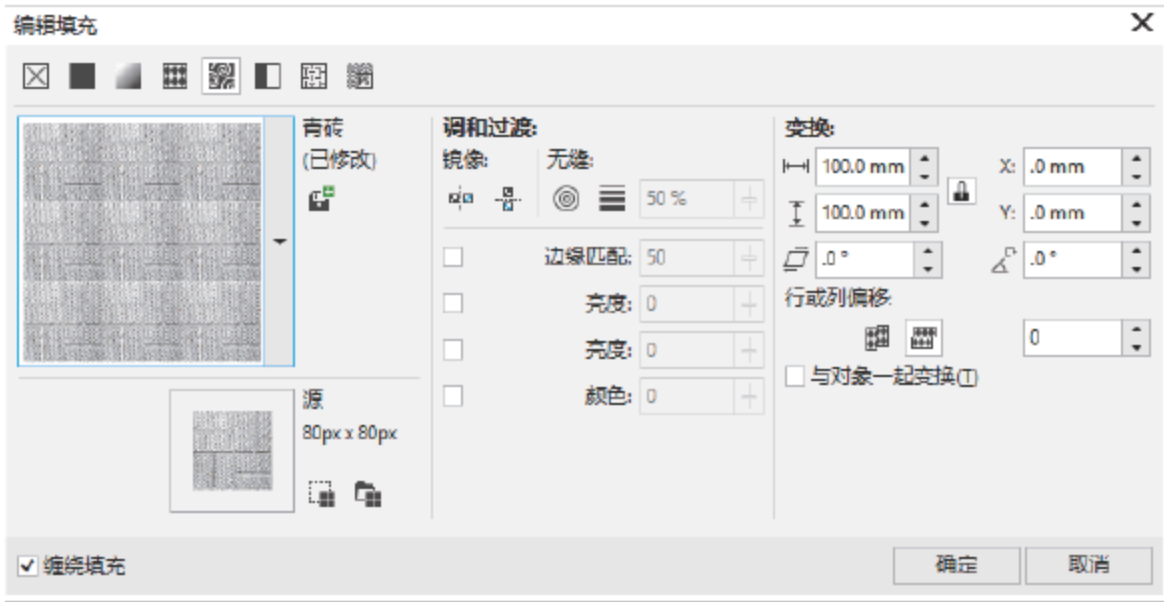 编辑填充
青砖
(已修改)
源
80px x 80px
调和过渡:
镜像:
无缝:
50 %
边缘匹配: 50
亮度: 0
亮度: 0
颜色: 0
变换:
100.0 mm
X: .0 mm
100.0 mm
Y: .0 mm
.0 °
.0 °
行或列偏移:
0
与对象一起变换(T)
缠绕填充
确定
取消